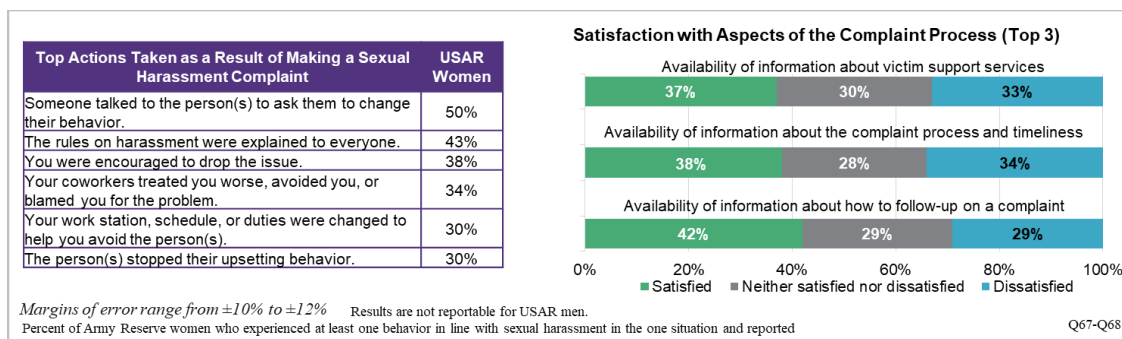 Top Actions Taken as a Result of Making a Sexual
Harassment Complaint
USAR
Women
Someone talked to the person(s) to ask them to change
their behavior.
50%
The rules on harassment were explained to everyone.
43%
You were encouraged to drop the issue.
38%
Your coworkers treated you worse, avoided you, or
blamed you for the problem.
34%
Your work station, schedule, or duties were changed to
help you avoid the person(s).
30%
The person(s) stopped their upsetting behavior.
30%
Satisfaction with Aspects of the Complaint Process (Top 3)
Availability of information about victim support services
37% 30% 33%
Availability of information about the complaint process and timeliness
38% 28% 34%
Availability of information about how to follow-up on a complaint
42% 29% 29%
0% 20% 40% 60% 80% 100%
Satisfied Neither satisfied nor dissatisfied Dissatisfied
Margins of error range from ±10% to ±12% Results are not reportable for USAR men.
Percent of Army Reserve women who experienced at least one behavior in line with sexual harassment in the one situation and reported
Q67-Q68